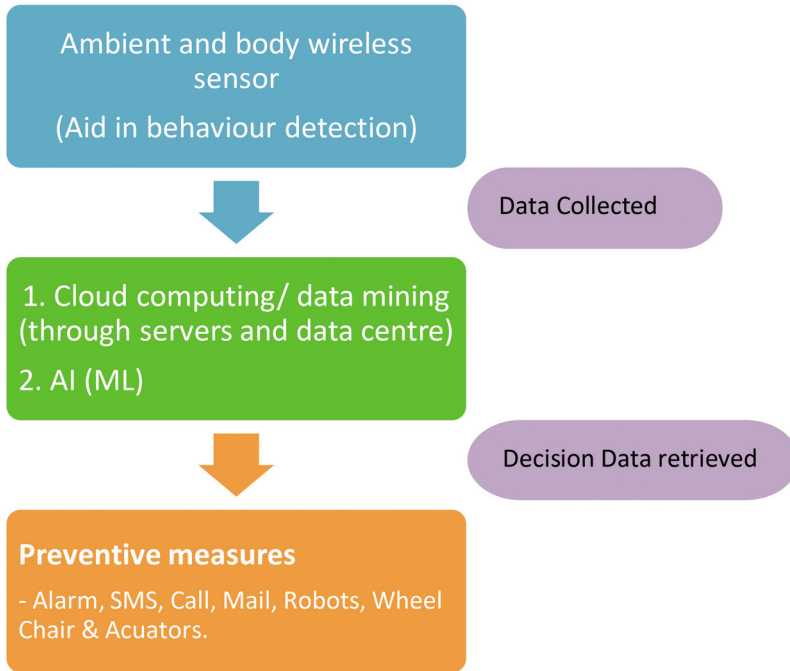 Ambient and body wireless
sensor
(Aid in behaviour detection)
Data Collected
1. Cloud computing/ data mining
(through servers and data centre)
2. AI (ML)
Decision Data retrieved
Preventive measures
- Alarm, SMS, Call, Mail, Robots, Wheel
Chair & Acuators.